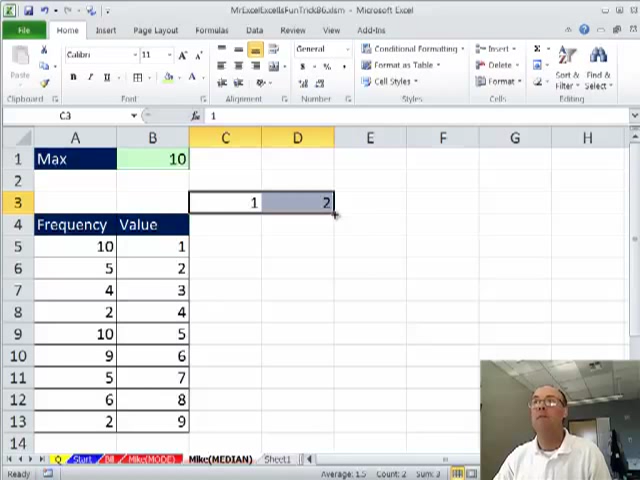 MrExcelExcelIsFunTrick86.xlsm - Microsoft Excel
File Home Insert Page Layout Formulas Data Review View Add-Ins
Paste
Calibri 11
B I U
General
$ % ,
Conditional Formatting
Format as Table
Cell Styles
Insert
Delete
Format
Sort & Filter
Find & Select
Clipboard Font Alignment Number Styles Cells Editing
C3 fx 1
A B C D E F G H
1 Max 10
2
3 1 2
4 Frequency Value
5 10 1
6 5 2
7 4 3
8 2 4
9 10 5
10 9 6
11 5 7
12 6 8
13 2 9
14
Q Start Bill Mike(MODE) Mike(MEDIAN) Sheet1
Ready Average: 1.5 Count: 2 Sum: 3